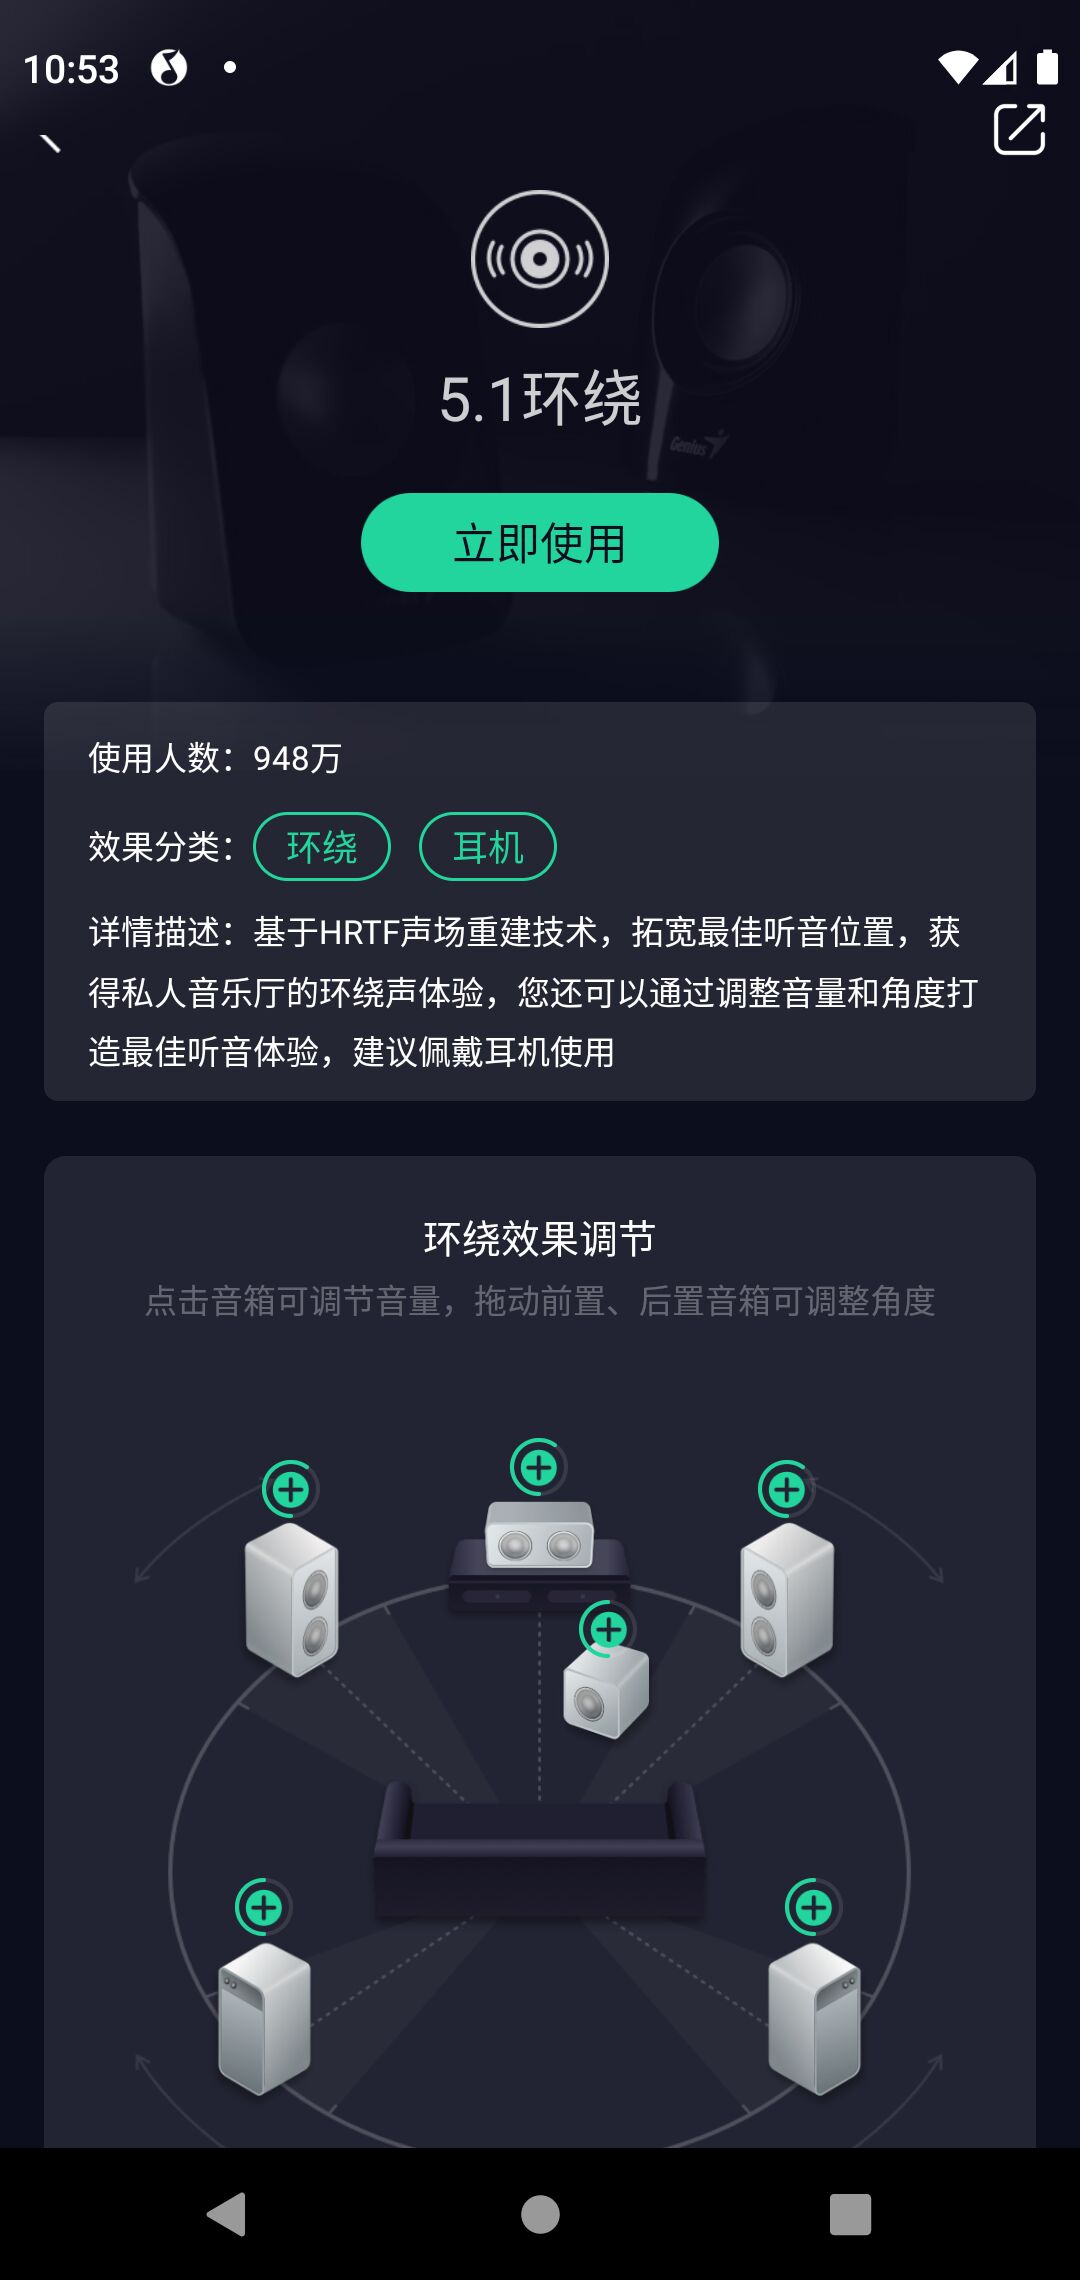 10:53
5.1环绕
Genius
立即使用
使用人数：948万
效果分类：环绕 耳机
详情描述：基于HRTF声场重建技术，拓宽最佳听音位置，获
得私人音乐厅的环绕声体验，您还可以通过调整音量和角度打
造最佳听音体验，建议佩戴耳机使用
环绕效果调节
点击音箱可调节音量，拖动前置、后置音箱可调整角度